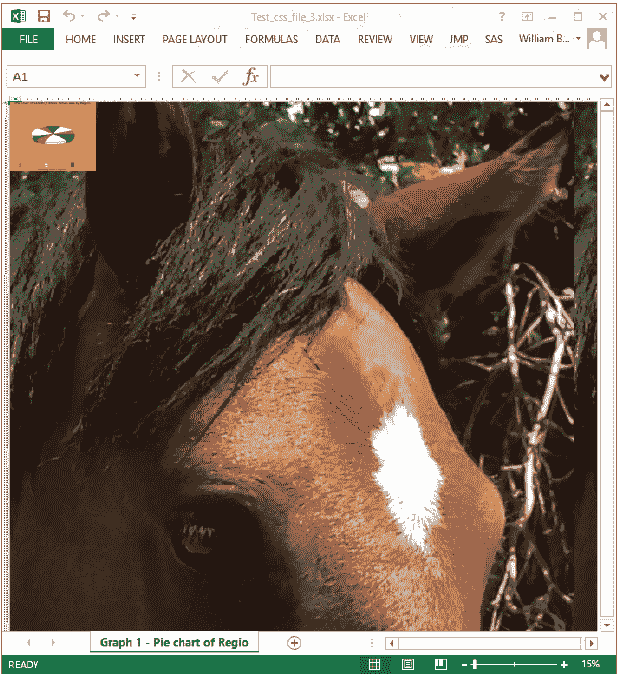 Test_css_file_3.xlsx - Excel
FILE HOME INSERT PAGE LAYOUT FORMULAS DATA REVIEW VIEW JMP SAS William B...
A1
fx
Graph 1 - Pie chart of Regio
READY
15%